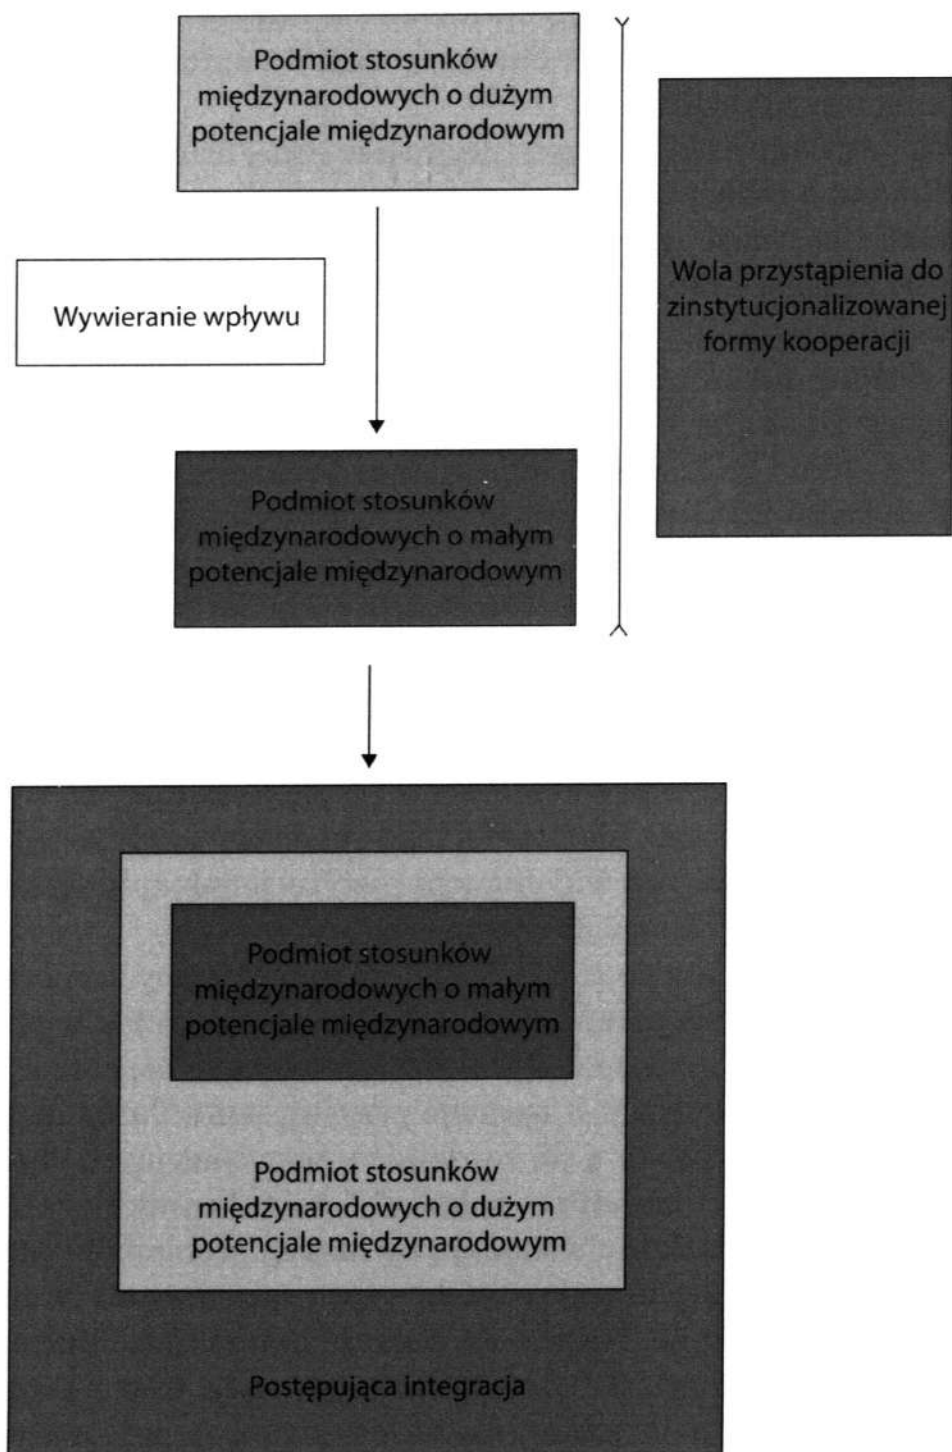 Podmiot stosunków
międzynarodowych o dużym
potencjale międzynarodowym
Wywieranie wpływu
Wola przystąpienia do
zinstytucjonalizowanej
formy kooperacji
Podmiot stosunków
międzynarodowych o małym
potencjale międzynarodowym
Podmiot stosunków
międzynarodowych o małym
potencjale międzynarodowym
Podmiot stosunków
międzynarodowych o dużym
potencjale międzynarodowym
Postępująca integracja